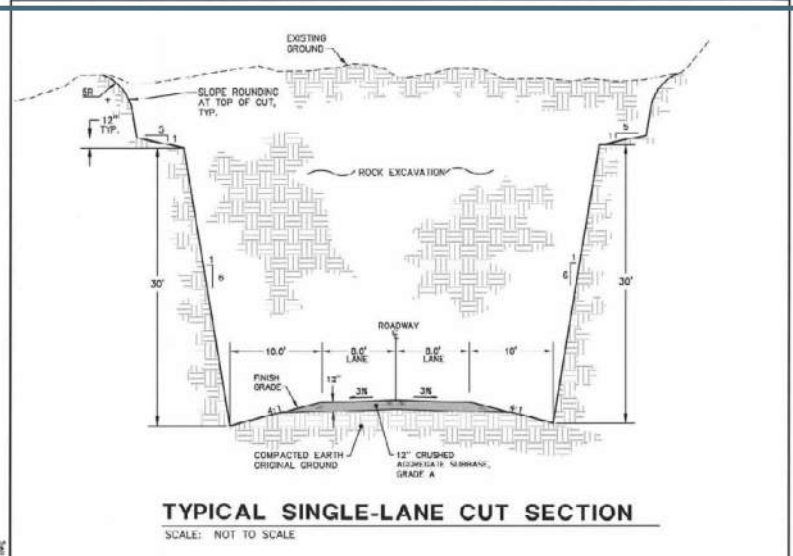 EXISTING
GROUND
5R
SLOPE ROUNDING
AT TOP OF CUT,
TYP.
12"
TYP.
5
1
5
ROCK EXCAVATION
1
6
1
6
30'
30'
ROADWAY
℄
10.0'
8.0'
LANE
8.0'
LANE
10'
FINISH
GRADE
12"
3%
3%
4:1
4:1
COMPACTED EARTH
ORIGINAL GROUND
12" CRUSHED
AGGREGATE SUBBASE,
GRADE A
TYPICAL SINGLE-LANE CUT SECTION
SCALE: NOT TO SCALE